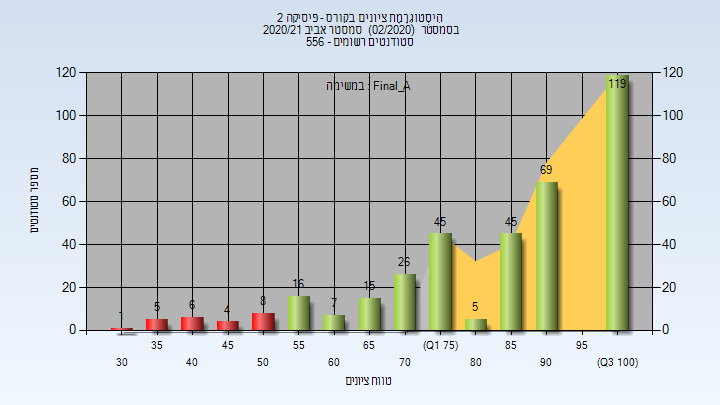 היסטוגרמת ציונים בקורס - פיסיקה 2
בסמסטר (02/2020) סמסטר אביב 2020/21
סטודנטים רשומים - 556
במשימה : Final_A
מספר סטודנטים
120 120
100 100
80 80
60 60
40 40
20 20
0 0
1 5 6 4 8 16 7 15 26 45 5 45 69 119
35 45 55 65 (Q1 75) 85 95
30 40 50 60 70 80 90 (Q3 100)
טווח ציונים